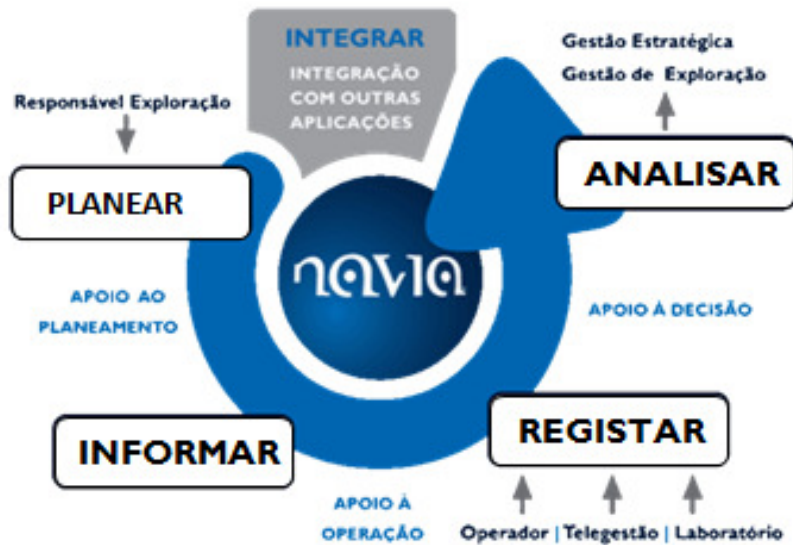 INTEGRAR
INTEGRAÇÃO
COM OUTRAS
APLICAÇÕES
Gestão Estratégica
Gestão de Exploração
Responsável Exploração
PLANEAR
ANALISAR
navia
APOIO AO
PLANEAMENTO
APOIO À DECISÃO
INFORMAR
REGISTAR
APOIO À
OPERAÇÃO
Operador | Telegestão | Laboratório